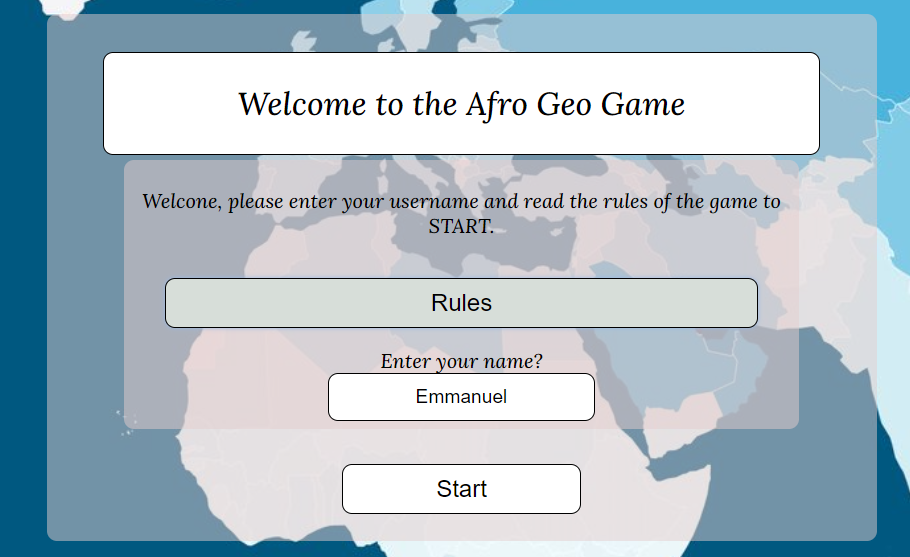 Welcome to the Afro Geo Game
Welcone, please enter your username and read the rules of the game to
START.
Rules
Enter your name?
Emmanuel
Start